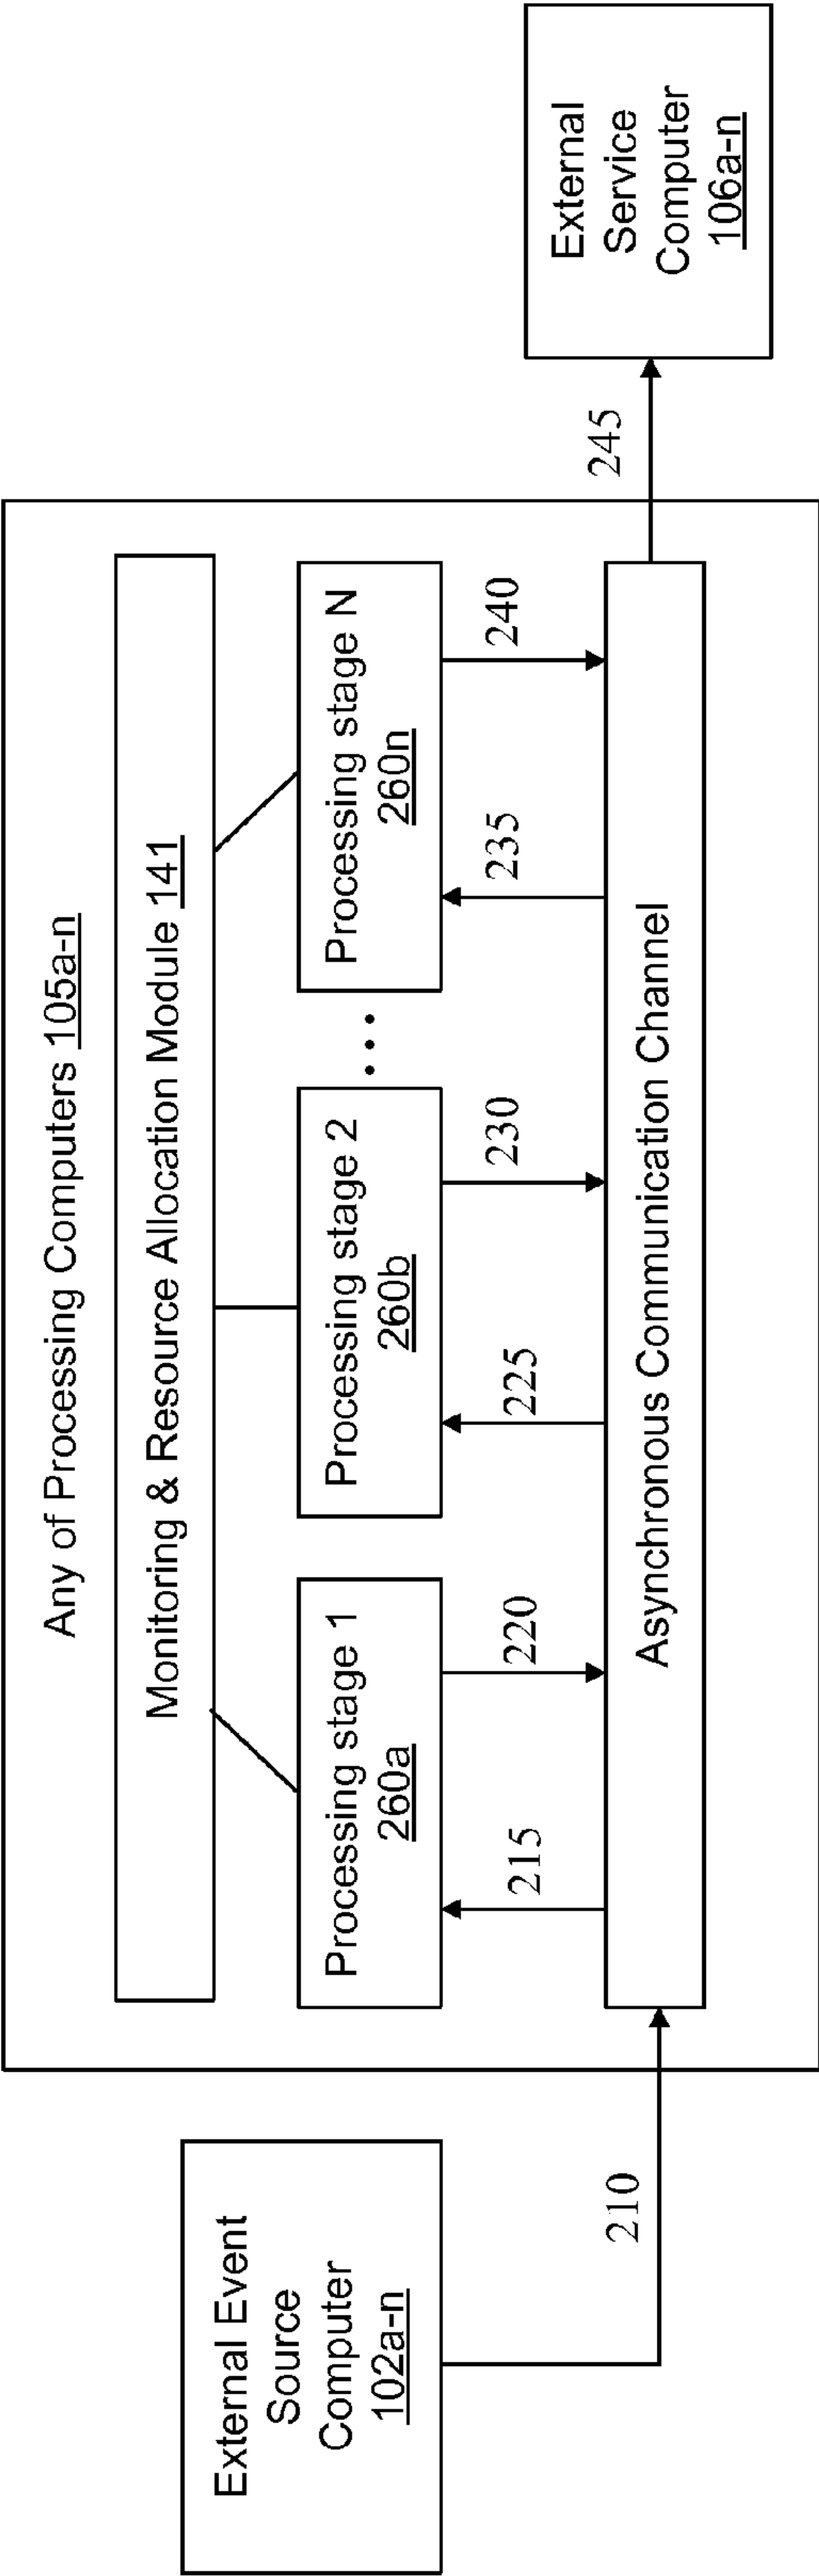 Any of Processing Computers 105a-n
Monitoring & Resource Allocation Module 141
External Event
Source
Computer
102a-n
Processing stage 1
260a
Processing stage 2
260b
...
Processing stage N
260n
External
Service
Computer
106a-n
210
215
220
225
230
235
240
245
Asynchronous Communication Channel